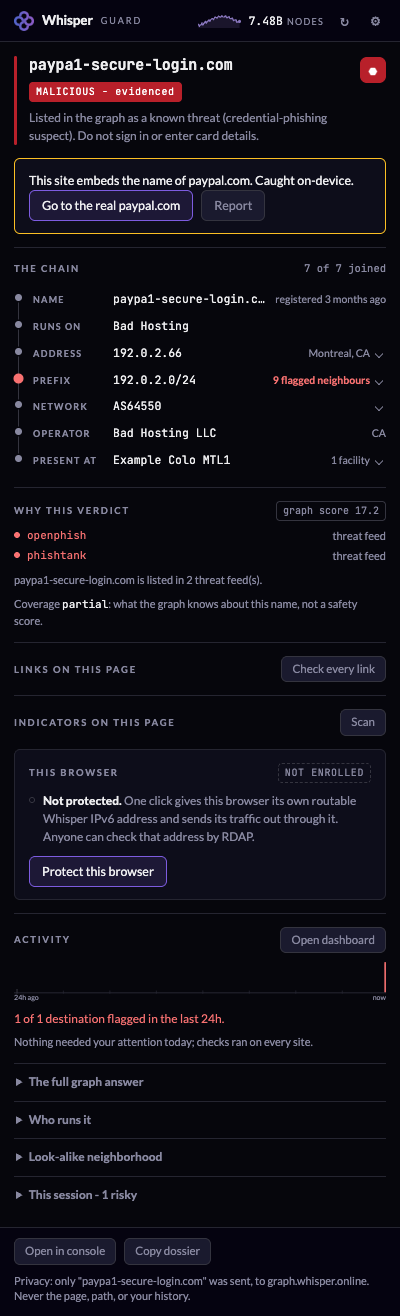 Whisper GUARD 7.48B NODES ↻ ⚙
paypa1-secure-login.com
MALICIOUS - evidenced
Listed in the graph as a known threat (credential-phishing
suspect). Do not sign in or enter card details.
This site embeds the name of paypal.com. Caught on-device.
Go to the real paypal.com Report
THE CHAIN 7 of 7 joined
NAME paypa1-secure-login.c… registered 3 months ago
RUNS ON Bad Hosting
ADDRESS 192.0.2.66 Montreal, CA
PREFIX 192.0.2.0/24 9 flagged neighbours
NETWORK AS64550
OPERATOR Bad Hosting LLC CA
PRESENT AT Example Colo MTL1 1 facility
WHY THIS VERDICT graph score 17.2
openphish threat feed
phishtank threat feed
paypa1-secure-login.com is listed in 2 threat feed(s).
Coverage partial: what the graph knows about this name, not a safety
score.
LINKS ON THIS PAGE Check every link
INDICATORS ON THIS PAGE Scan
THIS BROWSER NOT ENROLLED
Not protected. One click gives this browser its own routable
Whisper IPv6 address and sends its traffic out through it.
Anyone can check that address by RDAP.
Protect this browser
ACTIVITY Open dashboard
24h ago now
1 of 1 destination flagged in the last 24h.
Nothing needed your attention today; checks ran on every site.
▶ The full graph answer
▶ Who runs it
▶ Look-alike neighborhood
▶ This session - 1 risky
Open in console Copy dossier
Privacy: only "paypa1-secure-login.com" was sent, to graph.whisper.online.
Never the page, path, or your history.